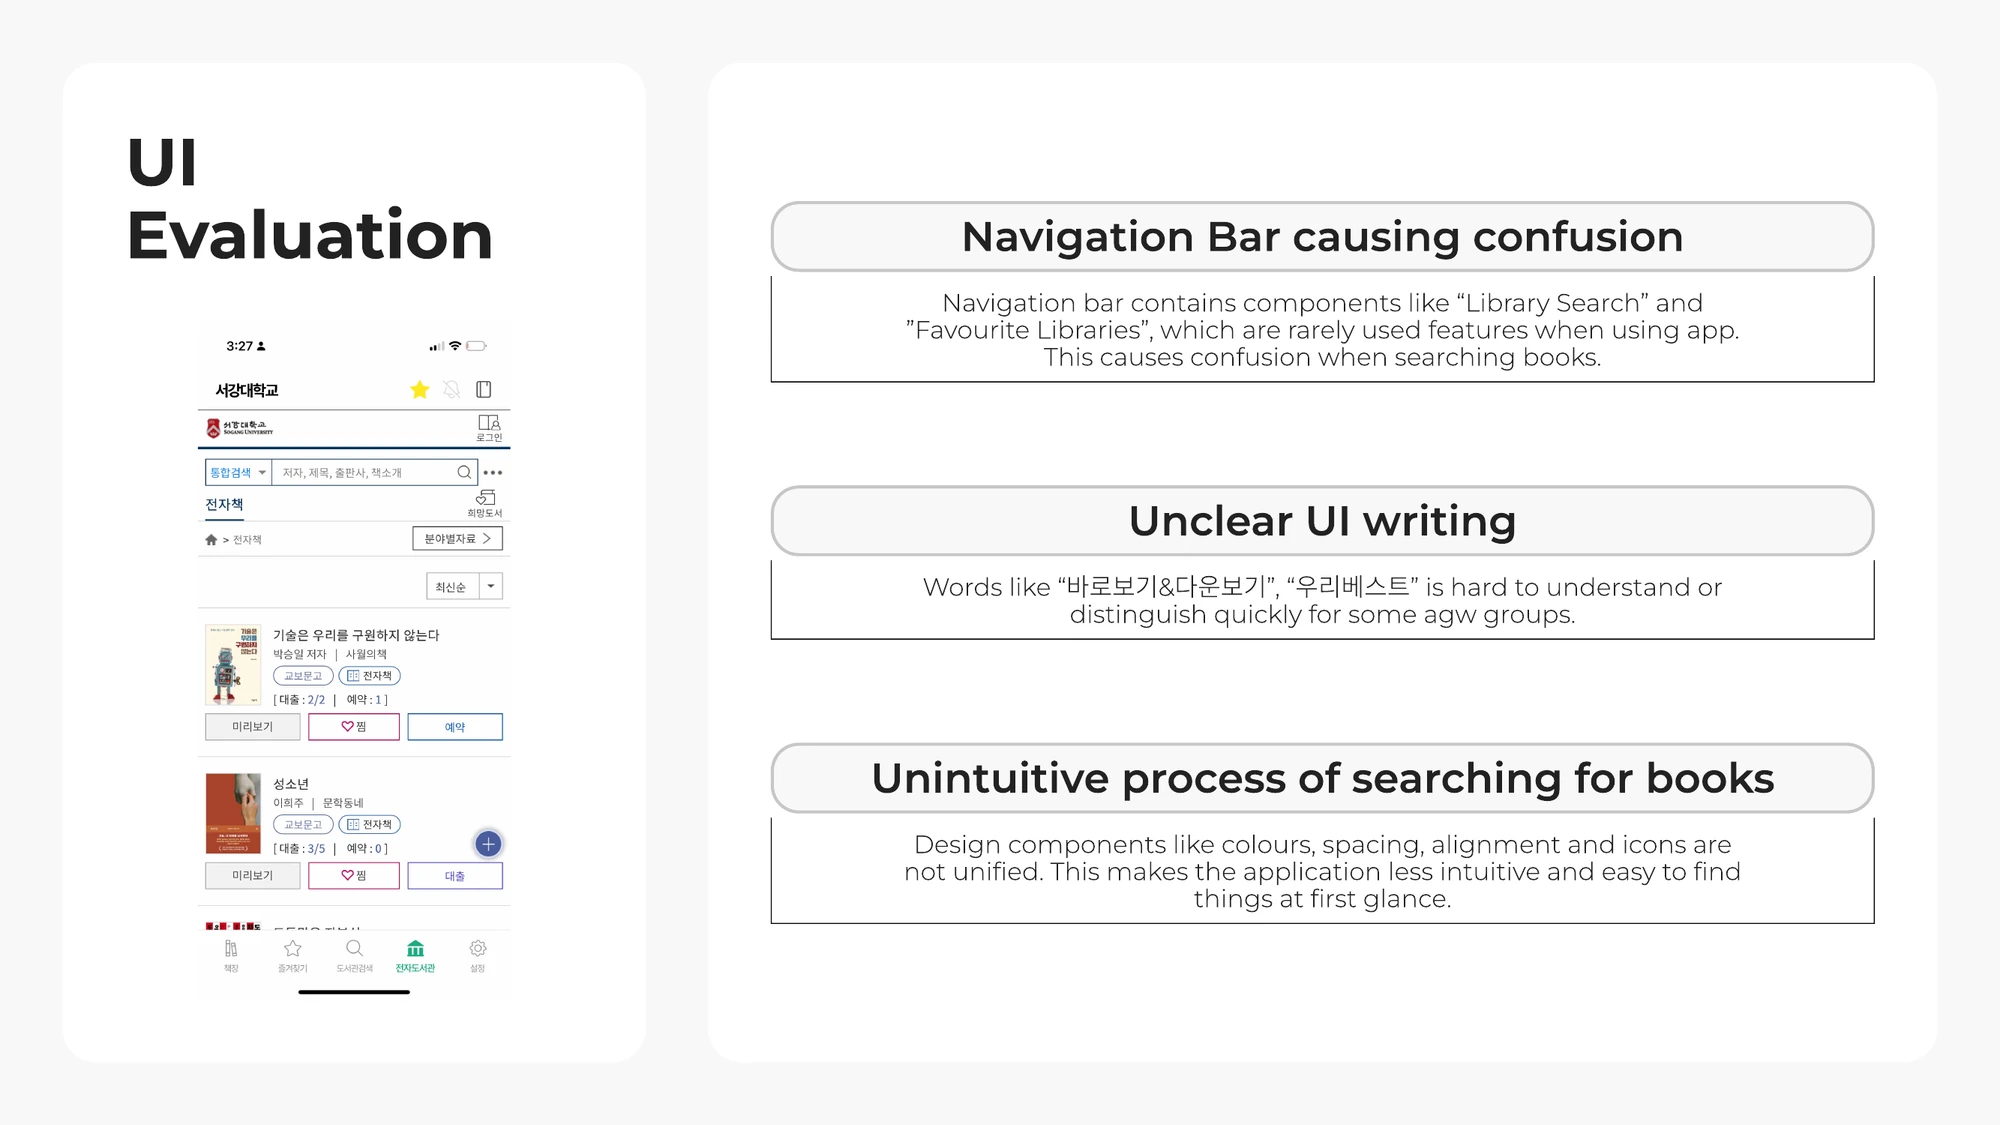 UI
Evaluation
3:27
서강대학교
서강대학교
SOGANG UNIVERSITY
로그인
통합검색
저자, 제목, 출판사, 책소개
전자책
희망도서
> 전자책
분야별자료
최신순
기술은 우리를 구원하지 않는다
박승일 저자 | 사월의책
교보문고 전자책
[ 대출 : 2/2 | 예약 : 1 ]
미리보기 찜 예약
성소년
이희주 | 문학동네
교보문고 전자책
[ 대출 : 3/5 | 예약 : 0 ]
미리보기 찜 대출
책장 즐겨찾기 도서관검색 전자도서관 설정
Navigation Bar causing confusion
Navigation bar contains components like “Library Search” and
”Favourite Libraries”, which are rarely used features when using app.
This causes confusion when searching books.
Unclear UI writing
Words like “바로보기&다운보기”, “우리베스트” is hard to understand or
distinguish quickly for some agw groups.
Unintuitive process of searching for books
Design components like colours, spacing, alignment and icons are
not unified. This makes the application less intuitive and easy to find
things at first glance.